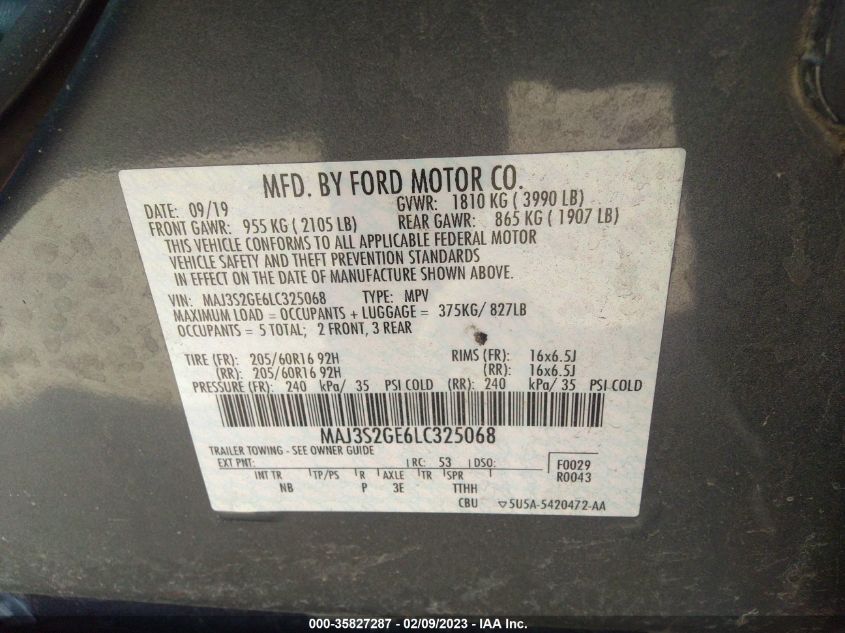 MFD. BY FORD MOTOR CO.
DATE: 09/19 GVWR: 1810 KG ( 3990 LB)
FRONT GAWR: 955 KG ( 2105 LB) REAR GAWR: 865 KG ( 1907 LB)
THIS VEHICLE CONFORMS TO ALL APPLICABLE FEDERAL MOTOR
VEHICLE SAFETY AND THEFT PREVENTION STANDARDS
IN EFFECT ON THE DATE OF MANUFACTURE SHOWN ABOVE.
VIN: MAJ3S2GE6LC325068 TYPE: MPV
MAXIMUM LOAD = OCCUPANTS + LUGGAGE = 375KG/ 827LB
OCCUPANTS = 5 TOTAL; 2 FRONT, 3 REAR
TIRE (FR): 205/60R16 92H RIMS (FR): 16x6.5J
(RR): 205/60R16 92H (RR): 16x6.5J
PRESSURE (FR): 240 kPa/ 35 PSI COLD (RR): 240 kPa/ 35 PSI COLD
MAJ3S2GE6LC325068
TRAILER TOWING - SEE OWNER GUIDE
EXT PNT: RC: 53 DSO: F0029
INT TR TP/PS R AXLE TR SPR R0043
NB P 3E TTHH
CBU ▽5U5A-5420472-AA
000-35827287 - 02/09/2023 - IAA Inc.